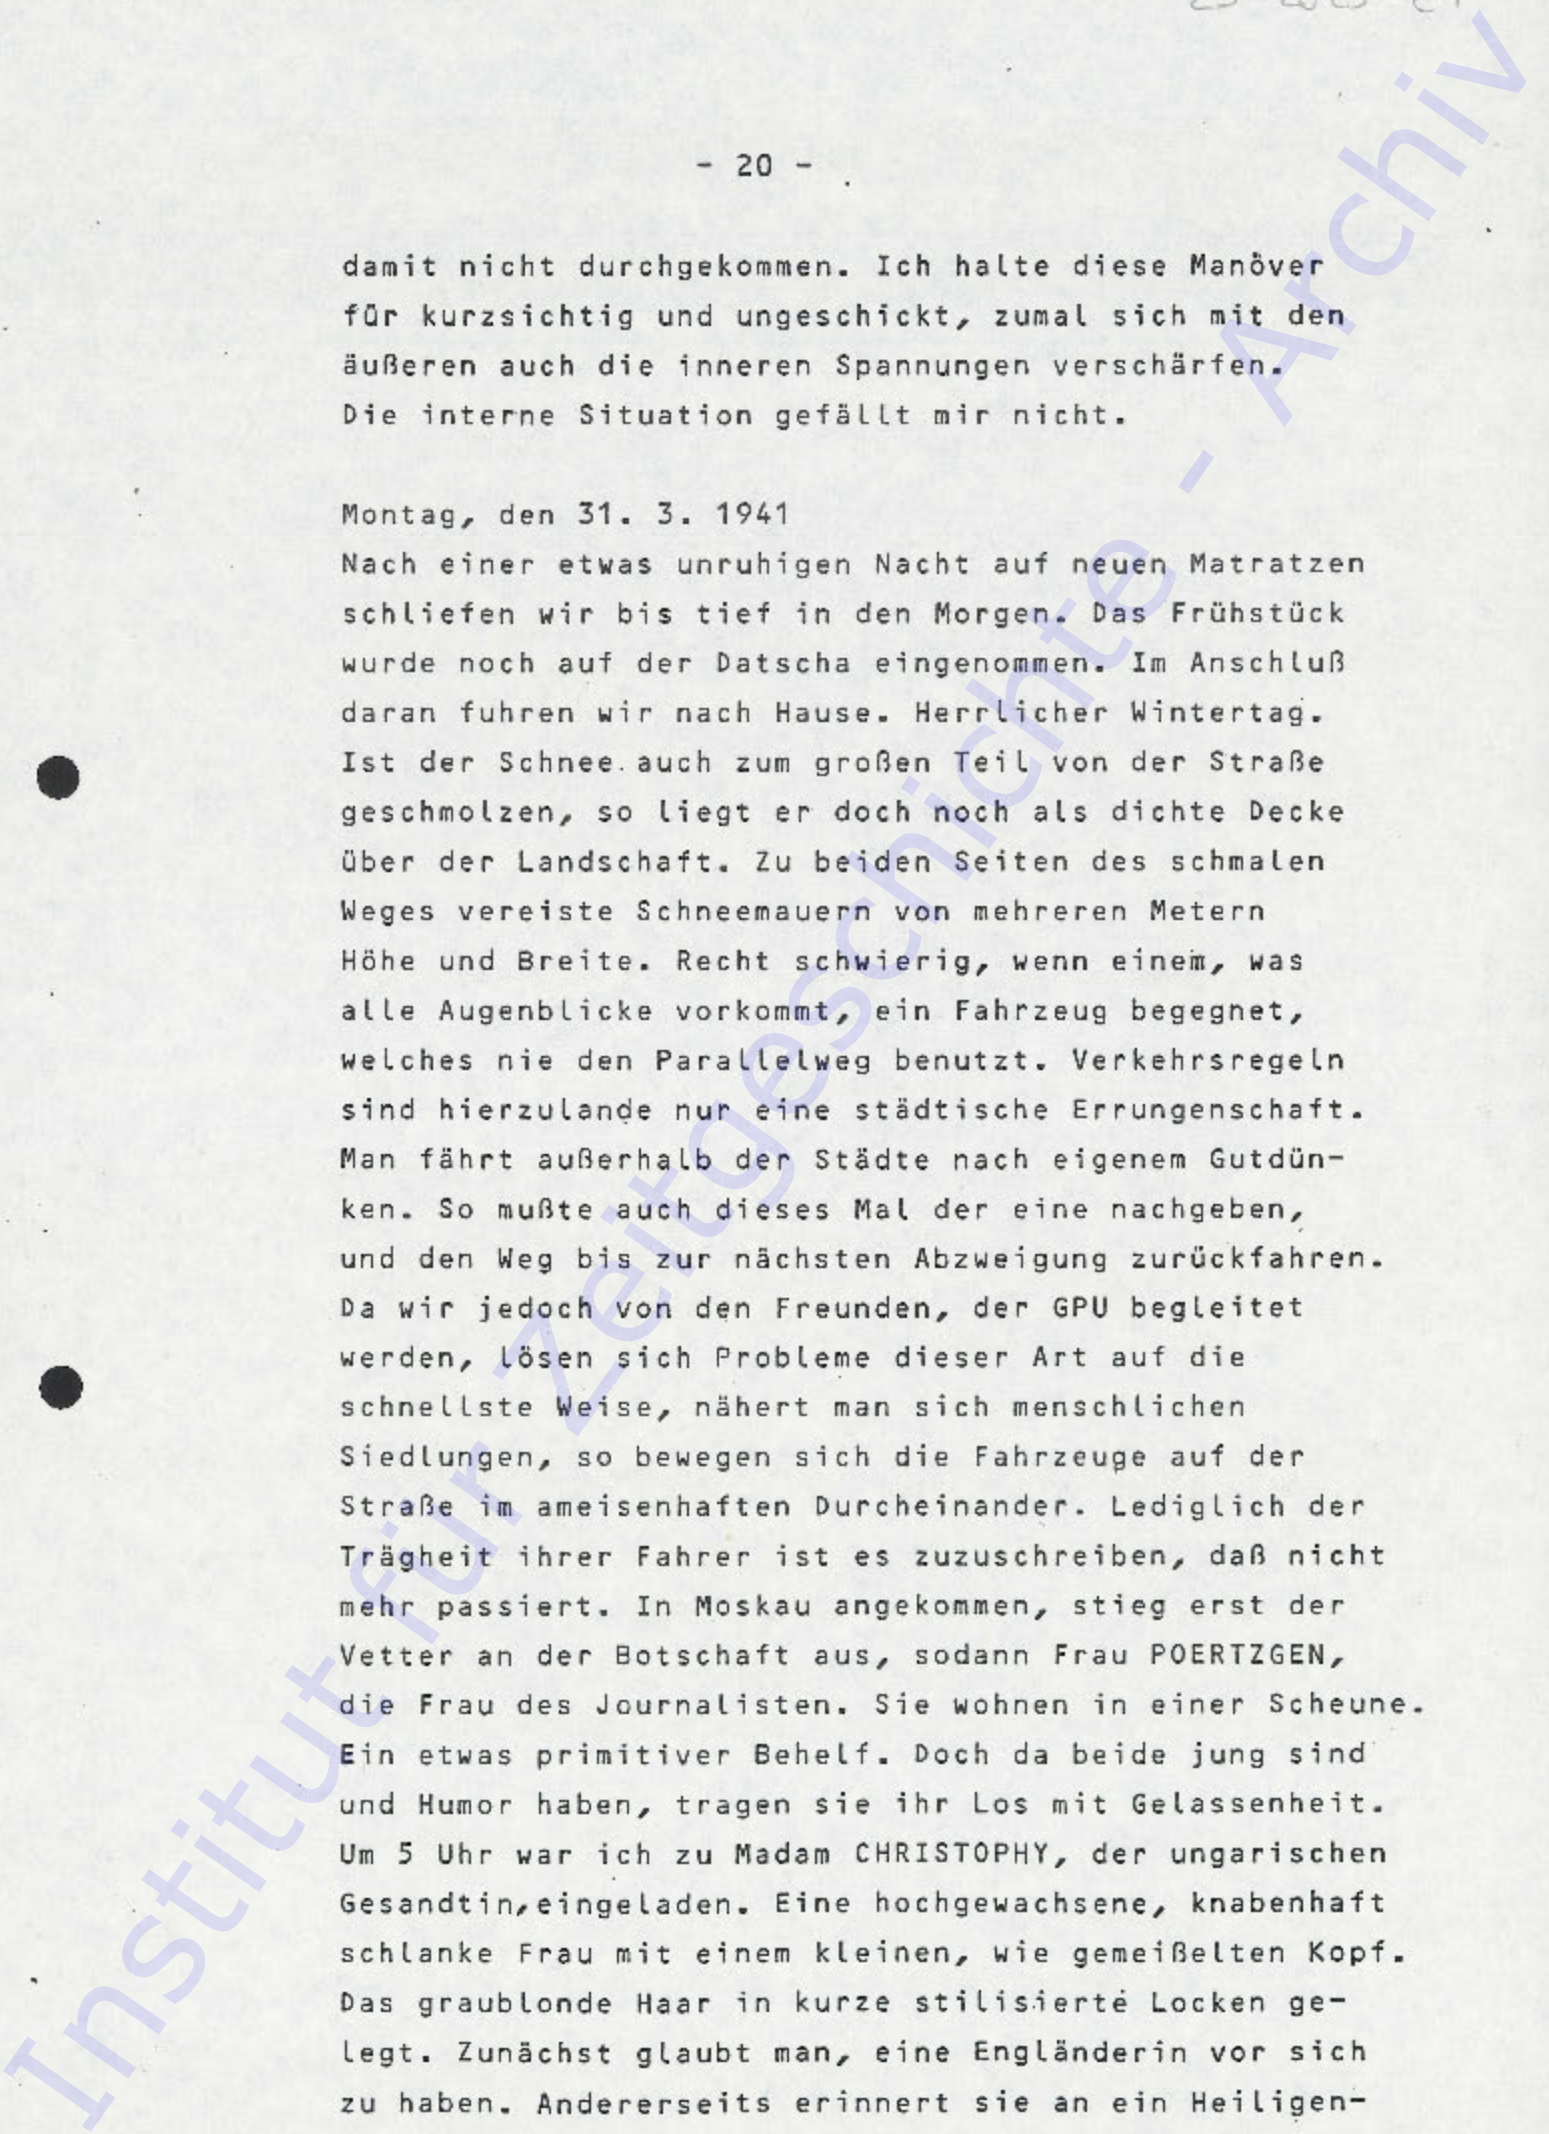 - 20 -
damit nicht durchgekommen. Ich halte diese Manöver
für kurzsichtig und ungeschickt, zumal sich mit den
äußeren auch die inneren Spannungen verschärfen.
Die interne Situation gefällt mir nicht.
Montag, den 31. 3. 1941
Nach einer etwas unruhigen Nacht auf neuen Matratzen
schliefen wir bis tief in den Morgen. Das Frühstück
wurde noch auf der Datscha eingenommen. Im Anschluß
daran fuhren wir nach Hause. Herrlicher Wintertag.
Ist der Schnee auch zum großen Teil von der Straße
geschmolzen, so liegt er doch noch als dichte Decke
über der Landschaft. Zu beiden Seiten des schmalen
Weges vereiste Schneemauern von mehreren Metern
Höhe und Breite. Recht schwierig, wenn einem, was
alle Augenblicke vorkommt, ein Fahrzeug begegnet,
welches nie den Parallelweg benutzt. Verkehrsregeln
sind hierzulande nur eine städtische Errungenschaft.
Man fährt außerhalb der Städte nach eigenem Gutdün-
ken. So mußte auch dieses Mal der eine nachgeben,
und den Weg bis zur nächsten Abzweigung zurückfahren.
Da wir jedoch von den Freunden, der GPU begleitet
werden, lösen sich Probleme dieser Art auf die
schnellste Weise, nähert man sich menschlichen
Siedlungen, so bewegen sich die Fahrzeuge auf der
Straße im ameisenhaften Durcheinander. Lediglich der
Trägheit ihrer Fahrer ist es zuzuschreiben, daß nicht
mehr passiert. In Moskau angekommen, stieg erst der
Vetter an der Botschaft aus, sodann Frau POERTZGEN,
die Frau des Journalisten. Sie wohnen in einer Scheune.
Ein etwas primitiver Behelf. Doch da beide jung sind
und Humor haben, tragen sie ihr Los mit Gelassenheit.
Um 5 Uhr war ich zu Madam CHRISTOPHY, der ungarischen
Gesandtin,eingeladen. Eine hochgewachsene, knabenhaft
schlanke Frau mit einem kleinen, wie gemeißelten Kopf.
Das graublonde Haar in kurze stilisierte Locken ge-
legt. Zunächst glaubt man, eine Engländerin vor sich
zu haben. Andererseits erinnert sie an ein Heiligen-
Institut für Zeitgeschichte - Archiv